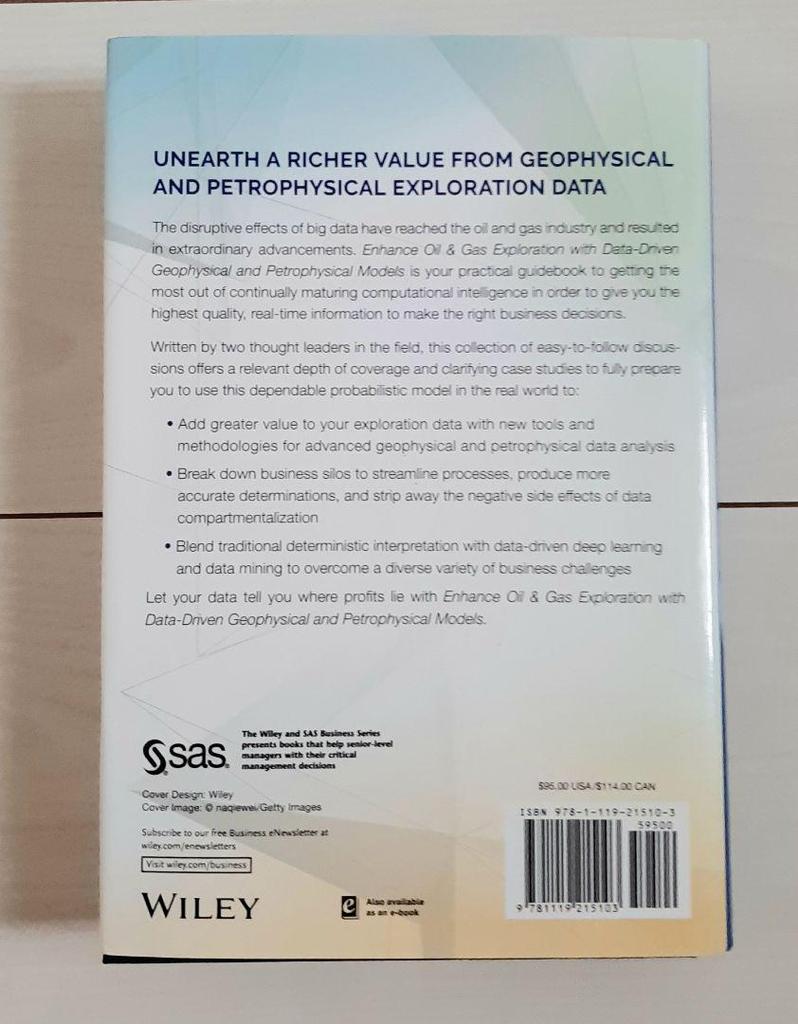 UNEARTH A RICHER VALUE FROM GEOPHYSICAL
AND PETROPHYSICAL EXPLORATION DATA
The disruptive effects of big data have reached the oil and gas industry and resulted
in extraordinary advancements. Enhance Oil & Gas Exploration with Data-Driven
Geophysical and Petrophysical Models is your practical guidebook to getting the
most out of continually maturing computational intelligence in order to give you the
highest quality, real-time information to make the right business decisions.
Written by two thought leaders in the field, this collection of easy-to-follow discus-
sions offers a relevant depth of coverage and clarifying case studies to fully prepare
you to use this dependable probabilistic model in the real world to:
• Add greater value to your exploration data with new tools and
methodologies for advanced geophysical and petrophysical data analysis
• Break down business silos to streamline processes, produce more
accurate determinations, and strip away the negative side effects of data
compartmentalization
• Blend traditional deterministic interpretation with data-driven deep learning
and data mining to overcome a diverse variety of business challenges
Let your data tell you where profits lie with Enhance Oil & Gas Exploration with
Data-Driven Geophysical and Petrophysical Models.
sas.
The Wiley and SAS Business Series
presents books that help senior-level
managers with their critical
management decisions
Cover Design: Wiley
Cover Image: © naqiewei/Getty Images
Subscribe to our free Business eNewsletter at
wiley.com/enewsletters
Visit wiley.com/business
WILEY
e
Also available
as an e-book
$95.00 USA/$114.00 CAN
ISBN 978-1-119-21510-3
59500
9 781119 215103